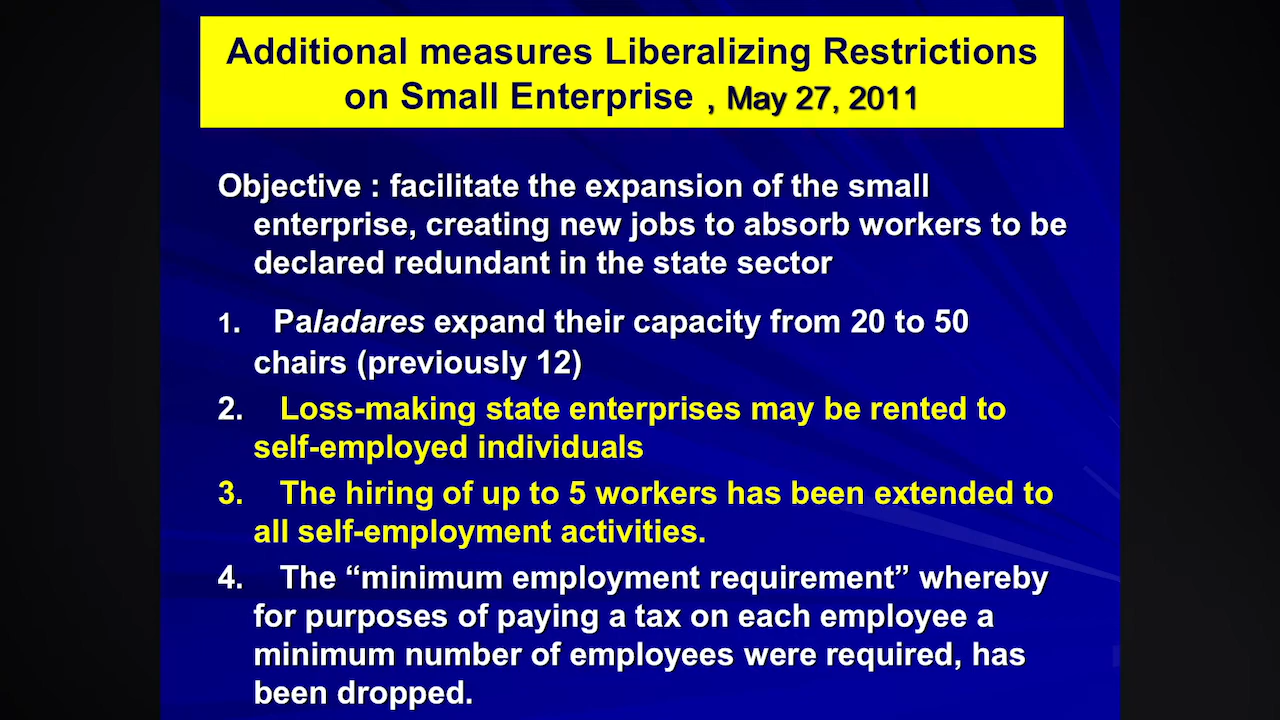 Additional measures Liberalizing Restrictions
on Small Enterprise , May 27, 2011
Objective : facilitate the expansion of the small
enterprise, creating new jobs to absorb workers to be
declared redundant in the state sector
1. Paladares expand their capacity from 20 to 50
chairs (previously 12)
2. Loss-making state enterprises may be rented to
self-employed individuals
3. The hiring of up to 5 workers has been extended to
all self-employment activities.
4. The “minimum employment requirement” whereby
for purposes of paying a tax on each employee a
minimum number of employees were required, has
been dropped.